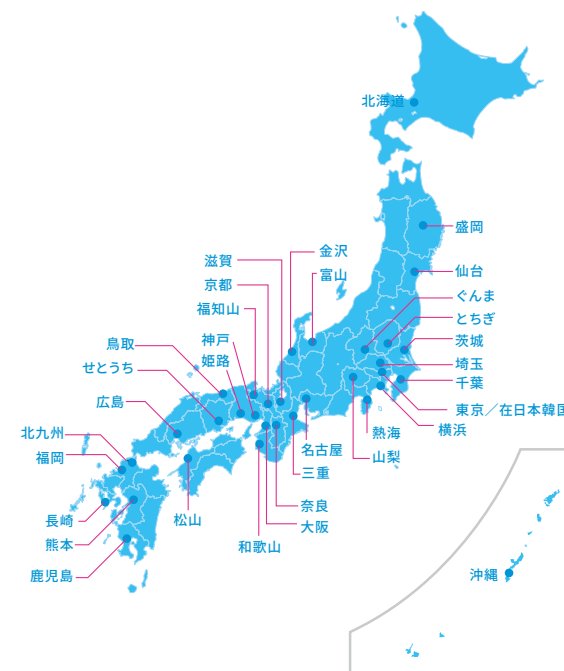 北海道
盛岡
仙台
ぐんま
とちぎ
茨城
埼玉
千葉
東京／在日本韓国
横浜
熱海
山梨
金沢
富山
滋賀
京都
福知山
神戸
姫路
鳥取
せとうち
広島
北九州
福岡
長崎
熊本
鹿児島
松山
和歌山
大阪
奈良
三重
名古屋
沖縄